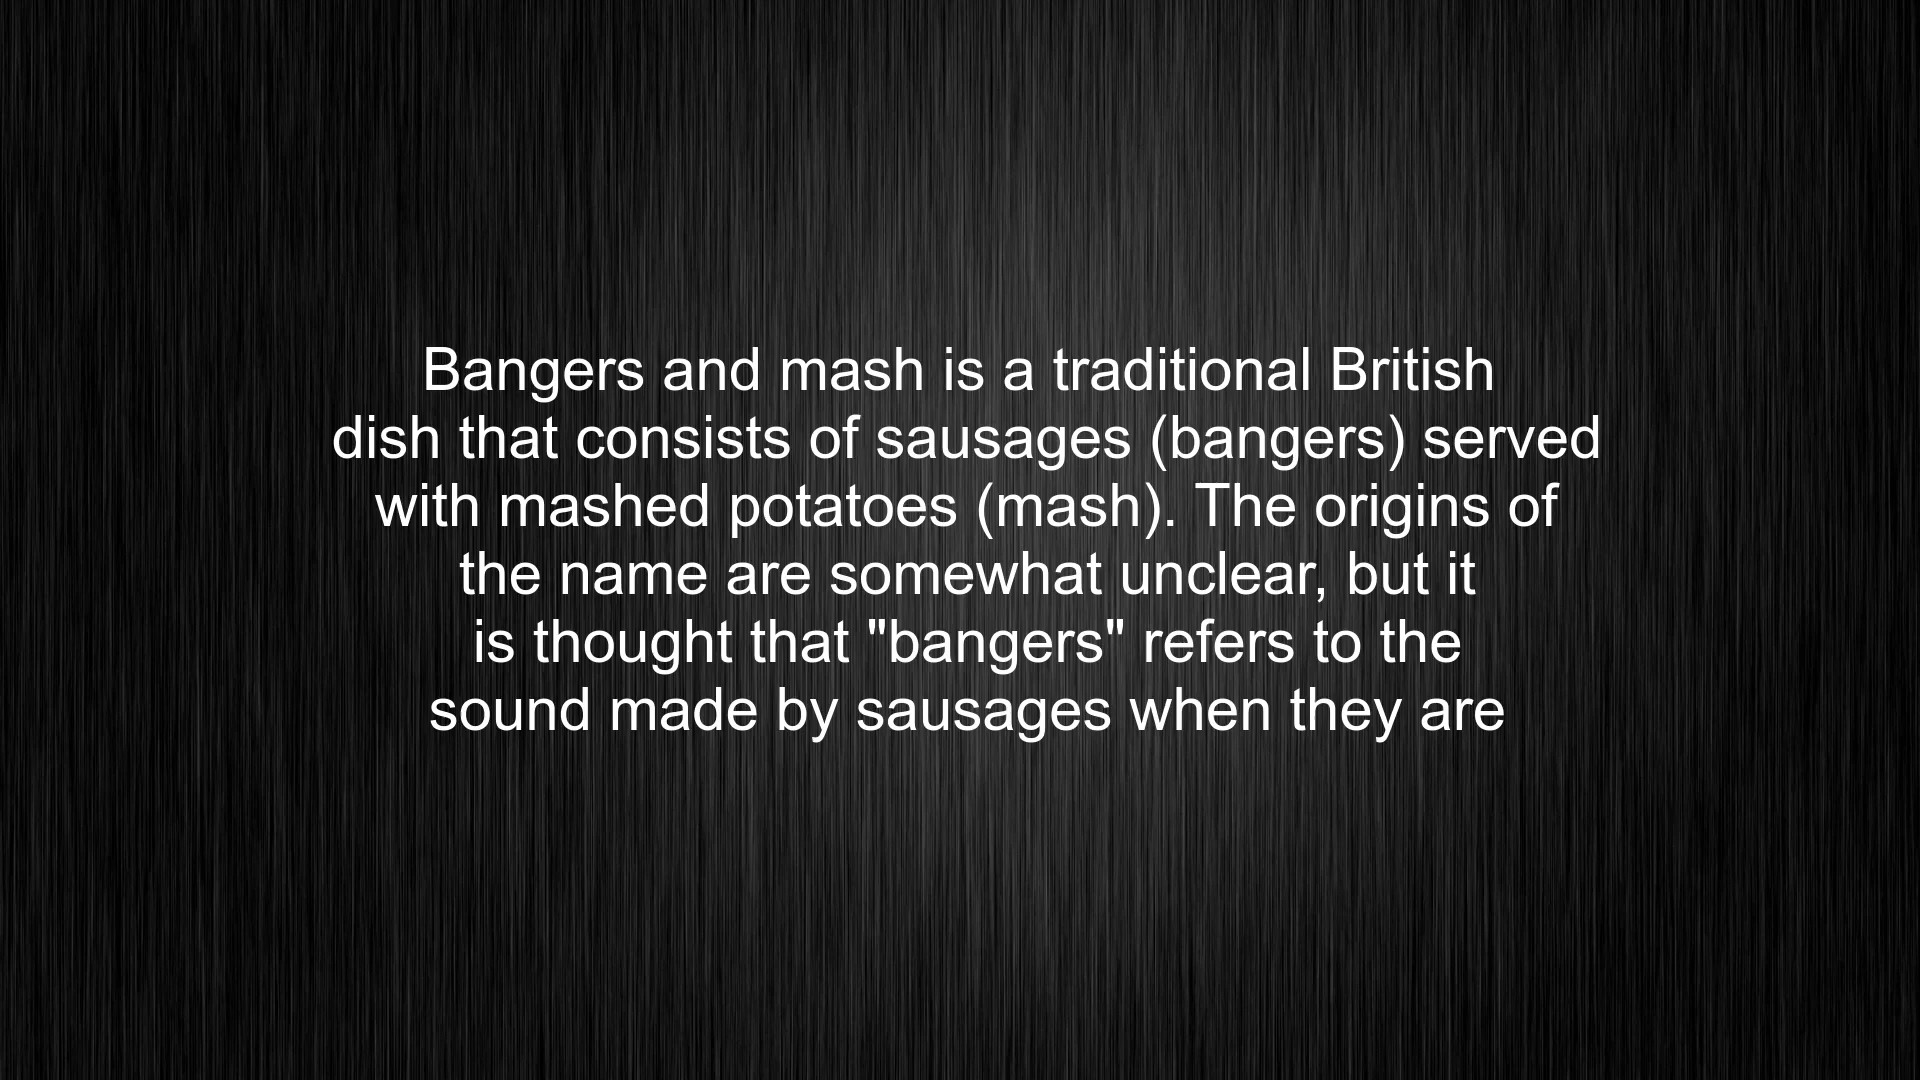 Bangers and mash is a traditional British
dish that consists of sausages (bangers) served
with mashed potatoes (mash). The origins of
the name are somewhat unclear, but it
is thought that "bangers" refers to the
sound made by sausages when they are